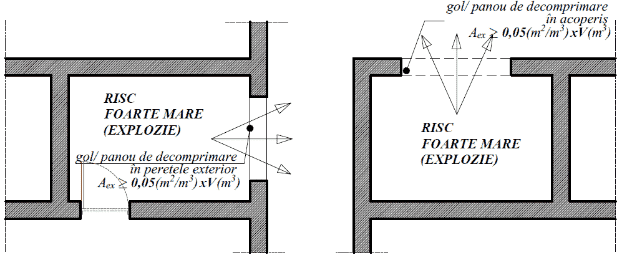 RISC
FOARTE MARE
(EXPLOZIE)
gol/ panou de decomprimare
în peretele exterior
Aex ≥ 0,05(m²/m³)xV(m³)
gol/ panou de decomprimare
în acoperiș
Aex ≥ 0,05(m²/m³)xV(m³)
RISC
FOARTE MARE
(EXPLOZIE)